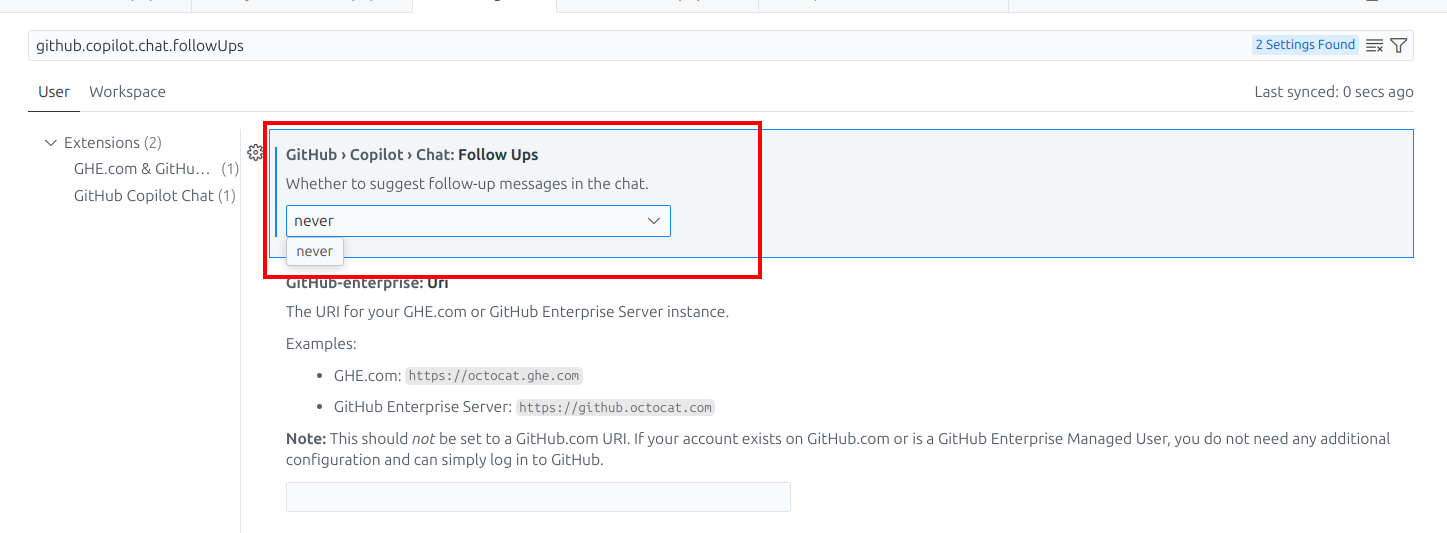 github.copilot.chat.followUps
2 Settings Found
User
Workspace
Last synced: 0 secs ago
Extensions (2)
GHE.com & GitHu... (1)
GitHub Copilot Chat (1)
GitHub › Copilot › Chat: Follow Ups
Whether to suggest follow-up messages in the chat.
never
never
GitHub-enterprise: Uri
The URI for your GHE.com or GitHub Enterprise Server instance.
Examples:
• GHE.com: https://octocat.ghe.com
• GitHub Enterprise Server: https://github.octocat.com
Note: This should not be set to a GitHub.com URI. If your account exists on GitHub.com or is a GitHub Enterprise Managed User, you do not need any additional
configuration and can simply log in to GitHub.